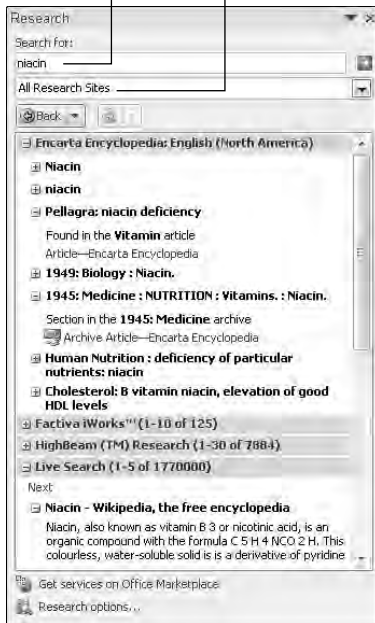 Research
Search for:
niacin
All Research Sites
Back
Encarta Encyclopedia: English (North America)
Niacin
niacin
Pellagra: niacin deficiency
Found in the Vitamin article
Article—Encarta Encyclopedia
1949: Biology : Niacin.
1945: Medicine : NUTRITION : Vitamins. : Niacin.
Section in the 1945: Medicine archive
Archive Article—Encarta Encyclopedia
Human Nutrition : deficiency of particular
nutrients: niacin
Cholesterol: B vitamin niacin, elevation of good
HDL levels
Factiva iWorks™ (1-10 of 125)
HighBeam (TM) Research (1-30 of 7884)
Live Search (1-5 of 1770000)
Next
Niacin - Wikipedia, the free encyclopedia
Niacin, also known as vitamin B 3 or nicotinic acid, is an
organic compound with the formula C 5 H 4 NCO 2 H. This
colourless, water-soluble solid is is a derivative of pyridine
Get services on Office Marketplace
Research options...